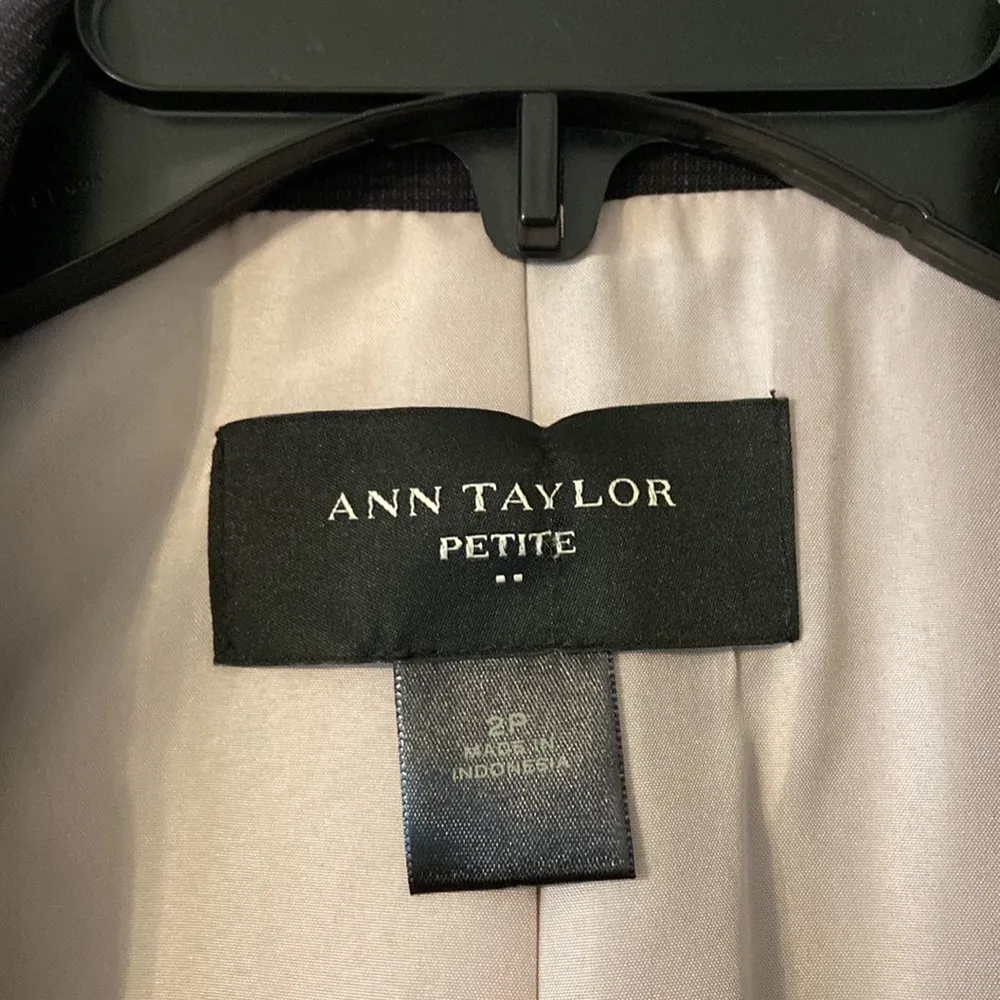 ANN TAYLOR
PETITE
2P
MADE IN
INDONESIA